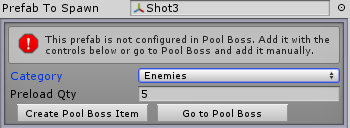 Prefab To Spawn Shot3
This prefab is not configured in Pool Boss. Add it with the
controls below or go to Pool Boss and add it manually.
Category Enemies
Preload Qty 5
Create Pool Boss Item Go to Pool Boss